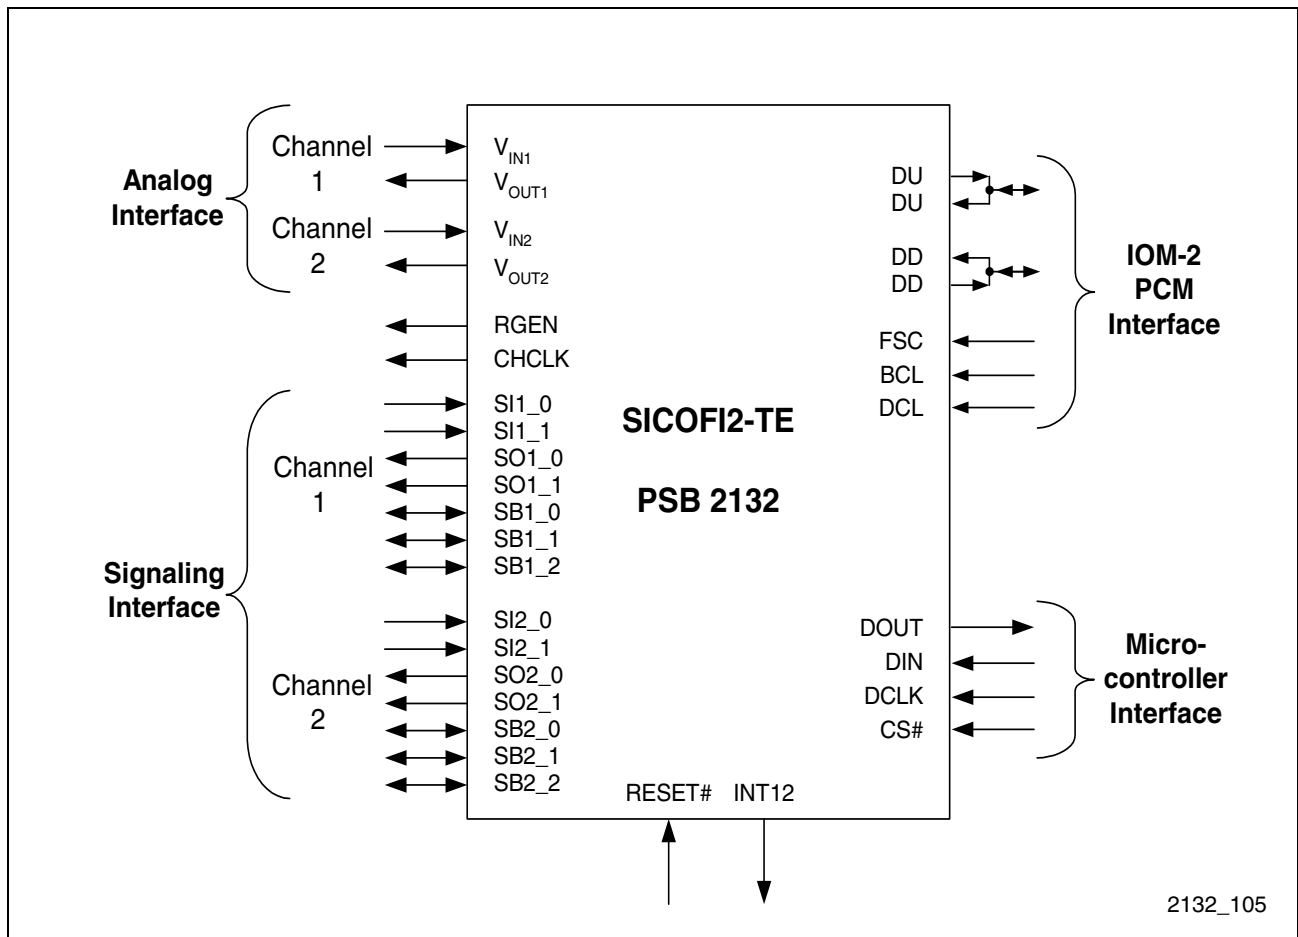 Analog
Interface
Channel
1
Channel
2
V_IN1
V_OUT1
V_IN2
V_OUT2
RGEN
CHCLK
Signaling
Interface
Channel
1
SI1_0
SI1_1
SO1_0
SO1_1
SB1_0
SB1_1
SB1_2
Channel
2
SI2_0
SI2_1
SO2_0
SO2_1
SB2_0
SB2_1
SB2_2
SICOFI2-TE
PSB 2132
RESET# INT12
DU
DU
DD
DD
FSC
BCL
DCL
IOM-2
PCM
Interface
DOUT
DIN
DCLK
CS#
Micro-
controller
Interface
2132_105